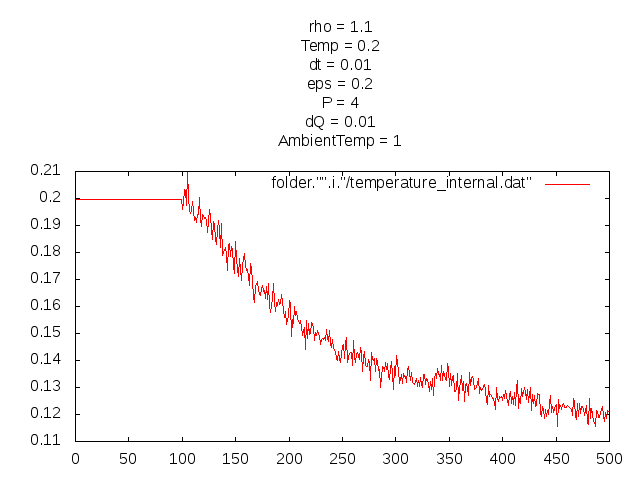 rho = 1.1
Temp = 0.2
dt = 0.01
eps = 0.2
P = 4
dQ = 0.01
AmbientTemp = 1
folder."".i."/temperature_internal.dat"
0.21
0.2
0.19
0.18
0.17
0.16
0.15
0.14
0.13
0.12
0.11
0 50 100 150 200 250 300 350 400 450 500